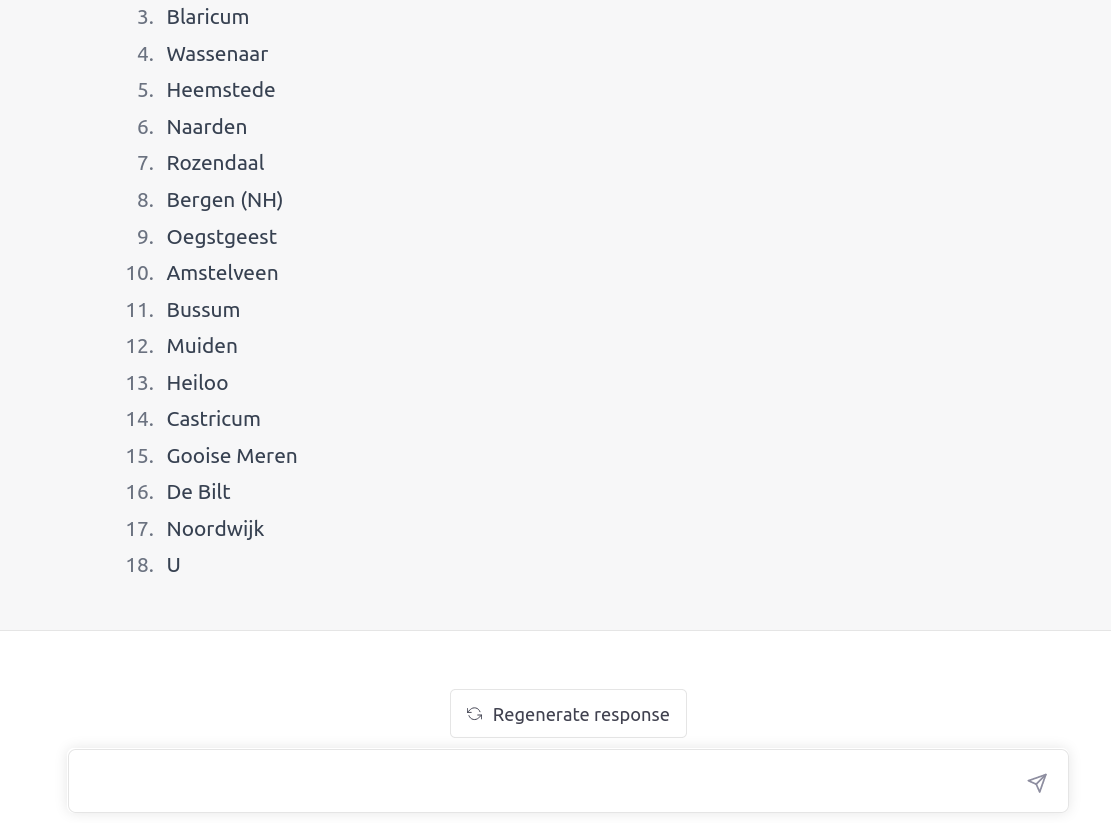 3. Blaricum
4. Wassenaar
5. Heemstede
6. Naarden
7. Rozendaal
8. Bergen (NH)
9. Oegstgeest
10. Amstelveen
11. Bussum
12. Muiden
13. Heiloo
14. Castricum
15. Gooise Meren
16. De Bilt
17. Noordwijk
18. U
Regenerate response